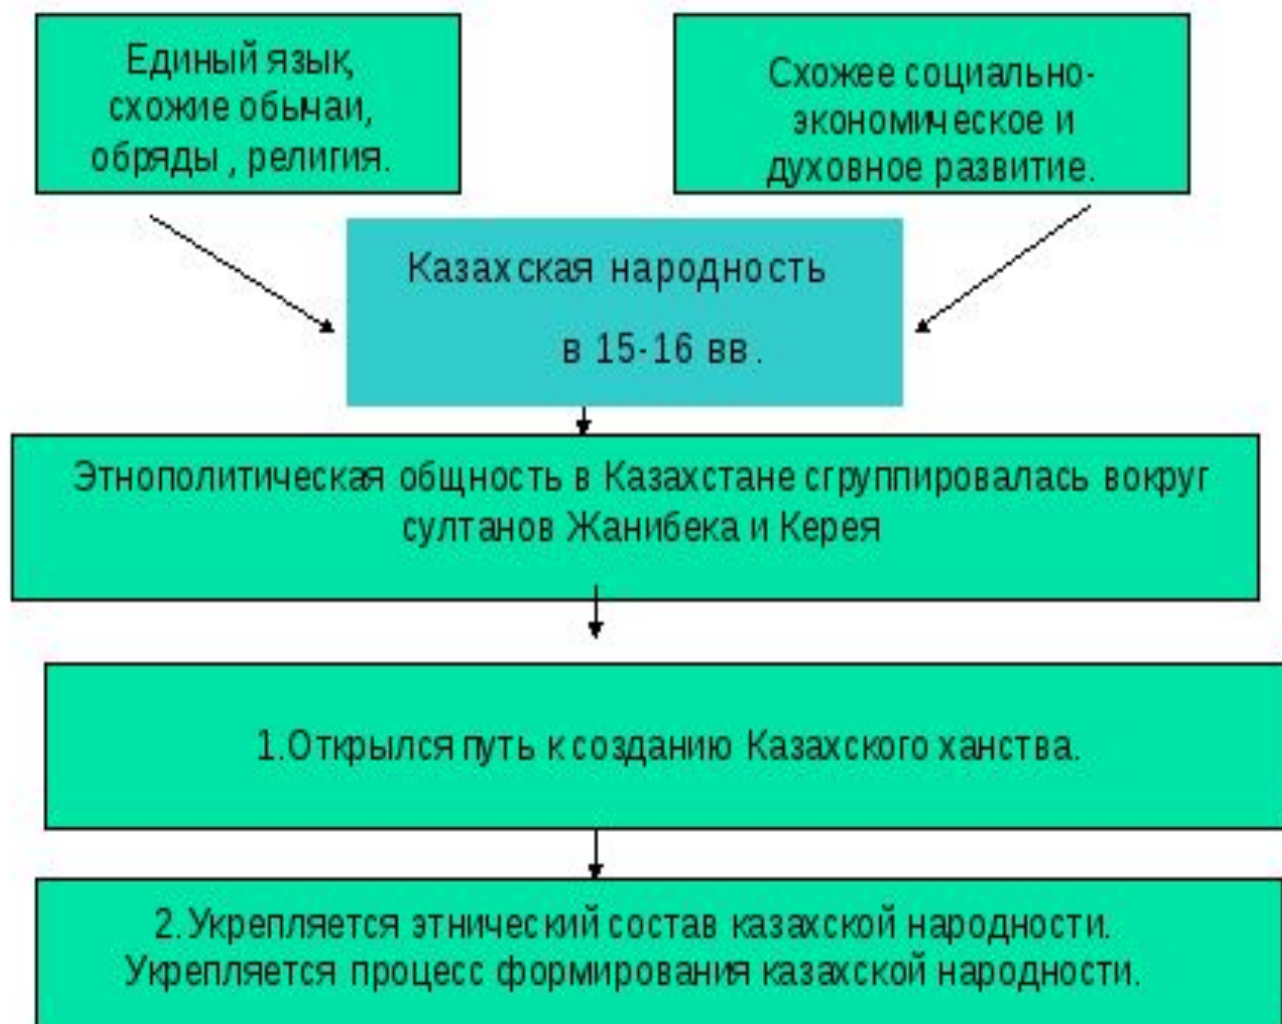 Единый язык,
схожие обычаи,
обряды , религия.
Схожее социально-
экономическое и
духовное развитие.
Казахская народность
в 15-16 вв.
Этнополитическая общность в Казахстане сгруппировалась вокруг
султанов Жанибека и Керея
1.Открылся путь к созданию Казахского ханства.
2.Укрепляется этнический состав казахской народности.
Укрепляется процесс формирования казахской народности.